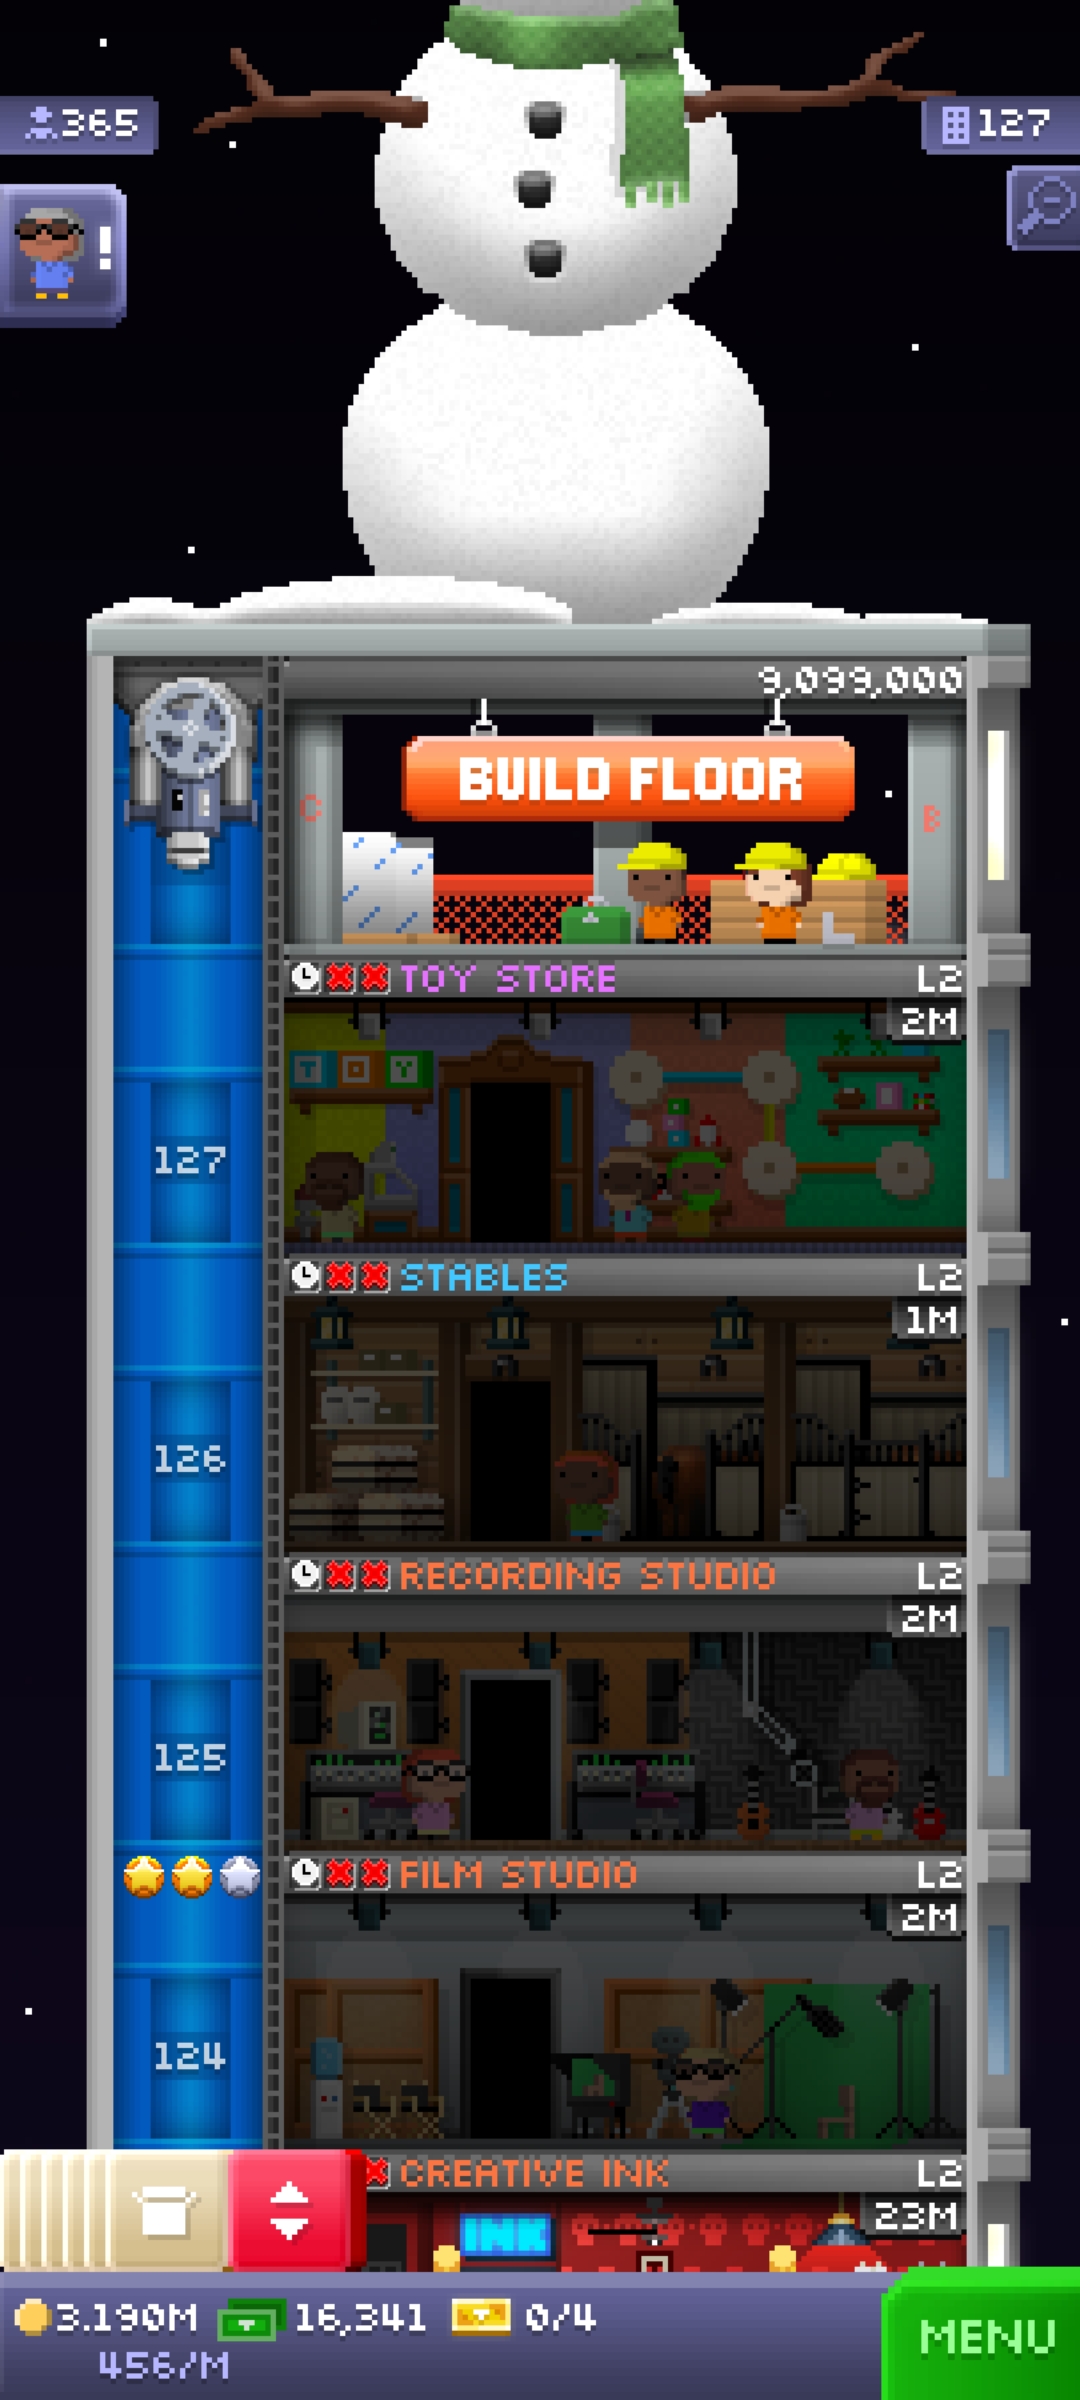 365
127
!
9,099,000
BUILD FLOOR
C
B
TOY STORE L2
2M
T O Y
127
STABLES L2
1M
126
RECORDING STUDIO L2
2M
125
FILM STUDIO L2
2M
124
CREATIVE INK L2
23M
INK
3.190M 16,341 0/4
456/M
MENU